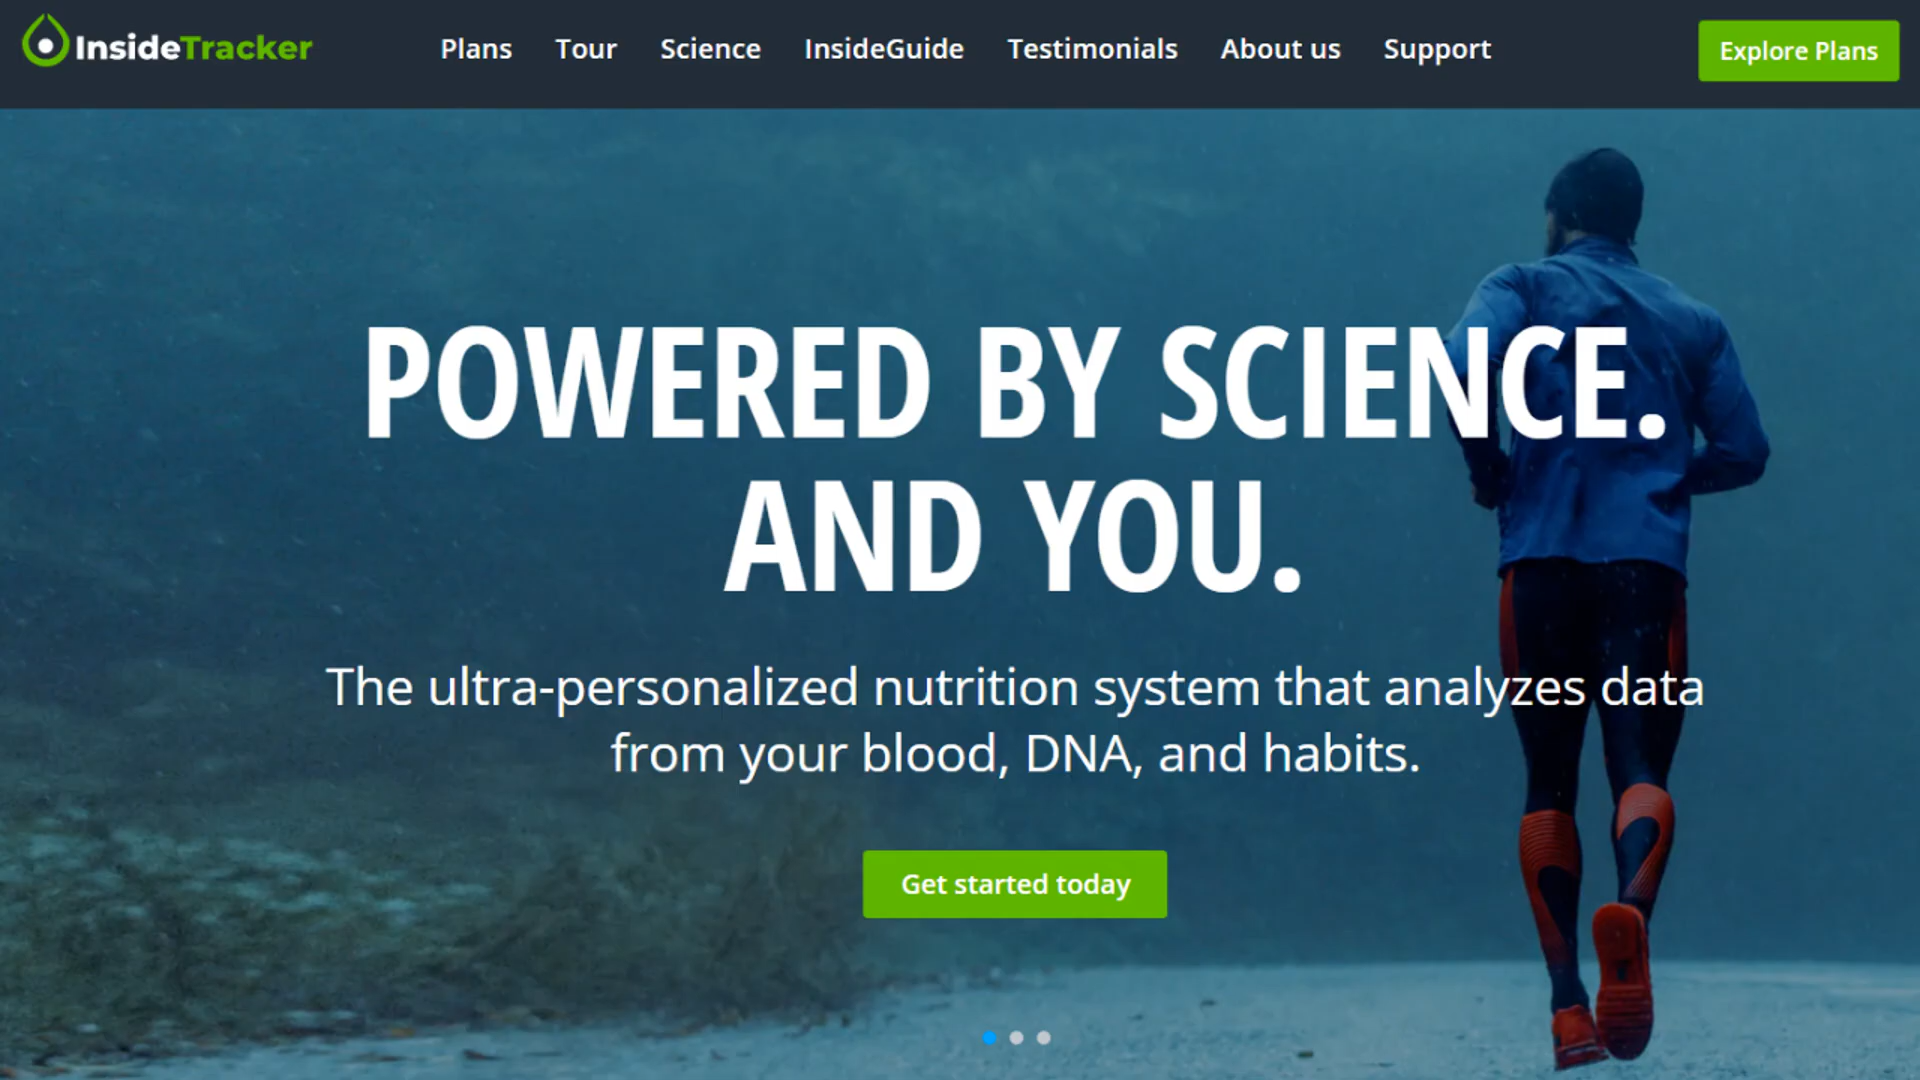 InsideTracker
Plans Tour Science InsideGuide Testimonials About us Support
Explore Plans
POWERED BY SCIENCE.
AND YOU.
The ultra-personalized nutrition system that analyzes data
from your blood, DNA, and habits.
Get started today